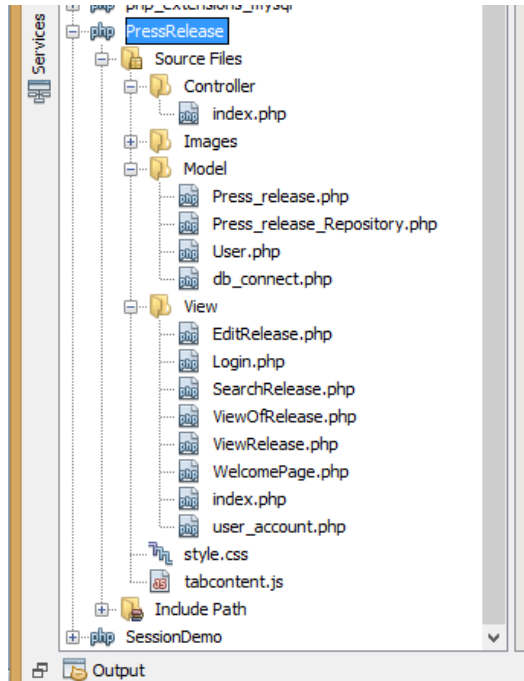 php_extensions_mysql
Services
PressRelease
Source Files
Controller
index.php
Images
Model
Press_release.php
Press_release_Repository.php
User.php
db_connect.php
View
EditRelease.php
Login.php
SearchRelease.php
ViewOfRelease.php
ViewRelease.php
WelcomePage.php
index.php
user_account.php
style.css
tabcontent.js
Include Path
php SessionDemo
Output